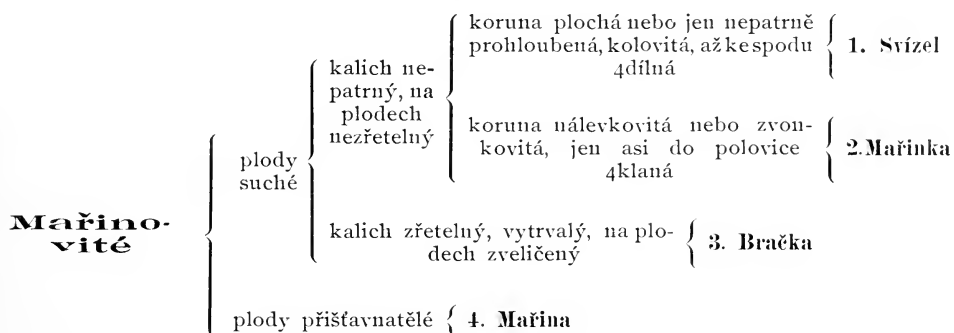 koruna plochá nebo jen nepatrně
prohloubená, kolovitá, až ke spodu
4dílná
1. Svízel
kalich ne-
patrný, na
plodech
nezřetelný
koruna nálevkovitá nebo zvon-
kovitá, jen asi do polovice
4klaná
2. Mařinka
plody
suché
Mařino-
vité
kalich zřetelný, vytrvalý, na plo-
dech zveličený
3. Bračka
plody přišťavnatělé
4. Mařina